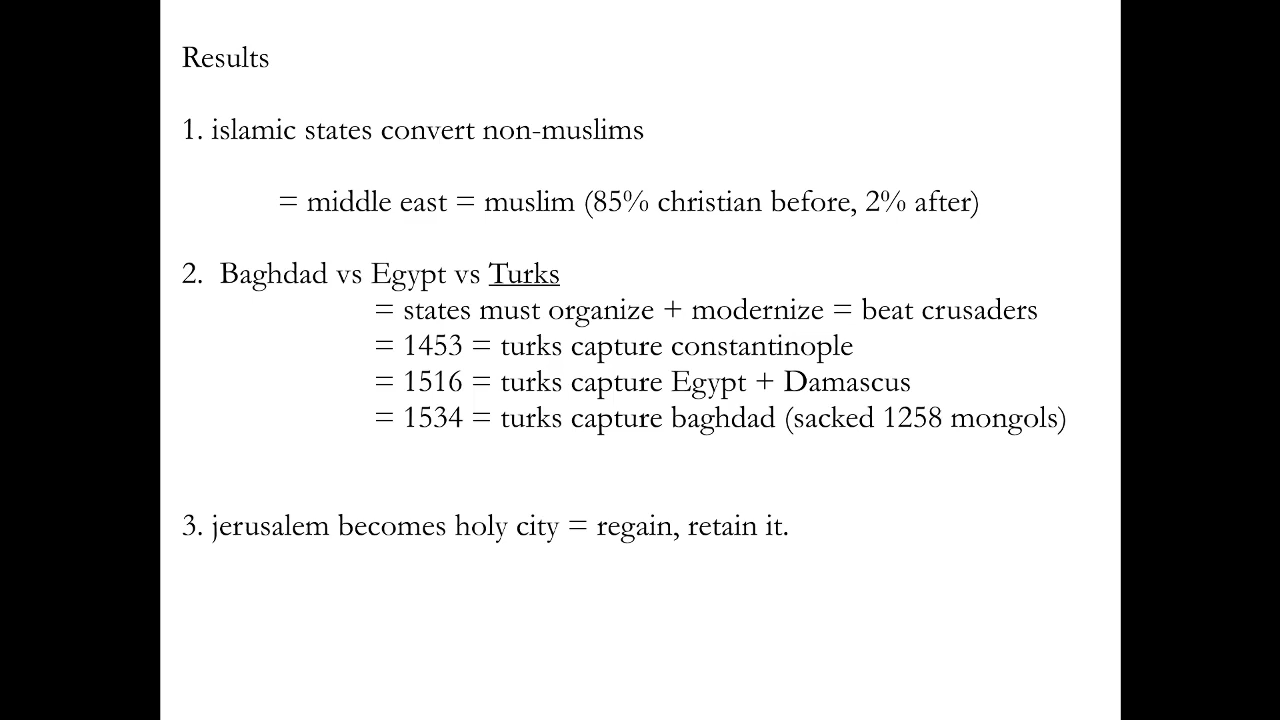 Results
1. islamic states convert non-muslims
= middle east = muslim (85% christian before, 2% after)
2. Baghdad vs Egypt vs Turks
= states must organize + modernize = beat crusaders
= 1453 = turks capture constantinople
= 1516 = turks capture Egypt + Damascus
= 1534 = turks capture baghdad (sacked 1258 mongols)
3. jerusalem becomes holy city = regain, retain it.